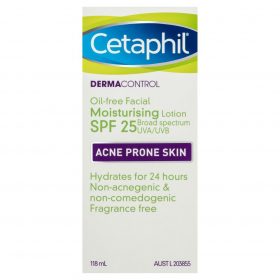 Cetaphil®
DERMACONTROL
Oil-free Facial
Moisturising Lotion
SPF 25 Broad spectrum UVA/UVB
ACNE PRONE SKIN
Hydrates for 24 hours
Non-acnegenic &
non-comedogenic
Fragrance free
118 mL AUST L 203855